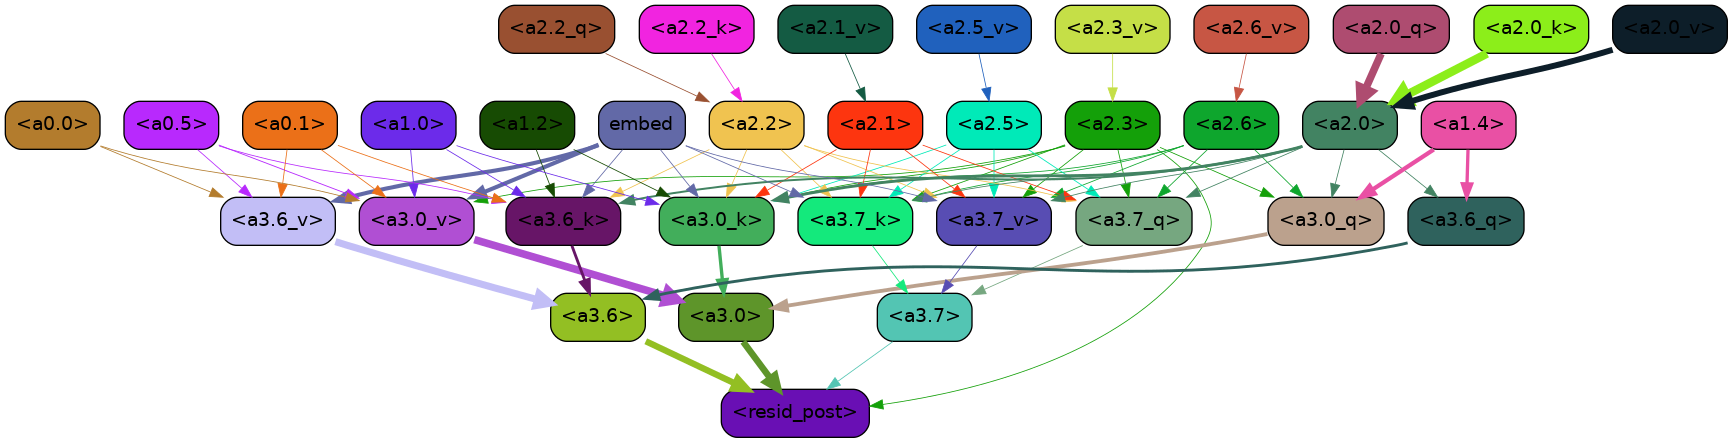 <a2.2_q> <a2.2_k> <a2.1_v> <a2.5_v> <a2.3_v> <a2.6_v> <a2.0_q> <a2.0_k> <a2.0_v>
<a0.0> <a0.5> <a0.1> <a1.0> <a1.2> embed <a2.2> <a2.1> <a2.5> <a2.3> <a2.6> <a2.0> <a1.4>
<a3.6_v> <a3.0_v> <a3.6_k> <a3.0_k> <a3.7_k> <a3.7_v> <a3.7_q> <a3.0_q> <a3.6_q>
<a3.6> <a3.0> <a3.7>
<resid_post>